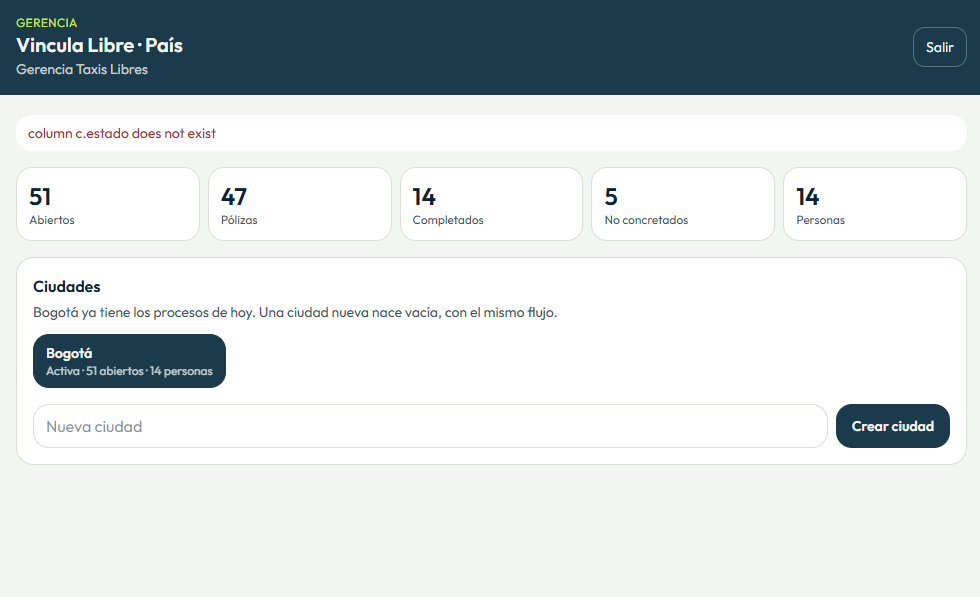 GERENCIA
Vincula Libre · País
Gerencia Taxis Libres
Salir
column c.estado does not exist
51
Abiertos
47
Pólizas
14
Completados
5
No concretados
14
Personas
Ciudades
Bogotá ya tiene los procesos de hoy. Una ciudad nueva nace vacía, con el mismo flujo.
Bogotá
Activa · 51 abiertos · 14 personas
Nueva ciudad
Crear ciudad